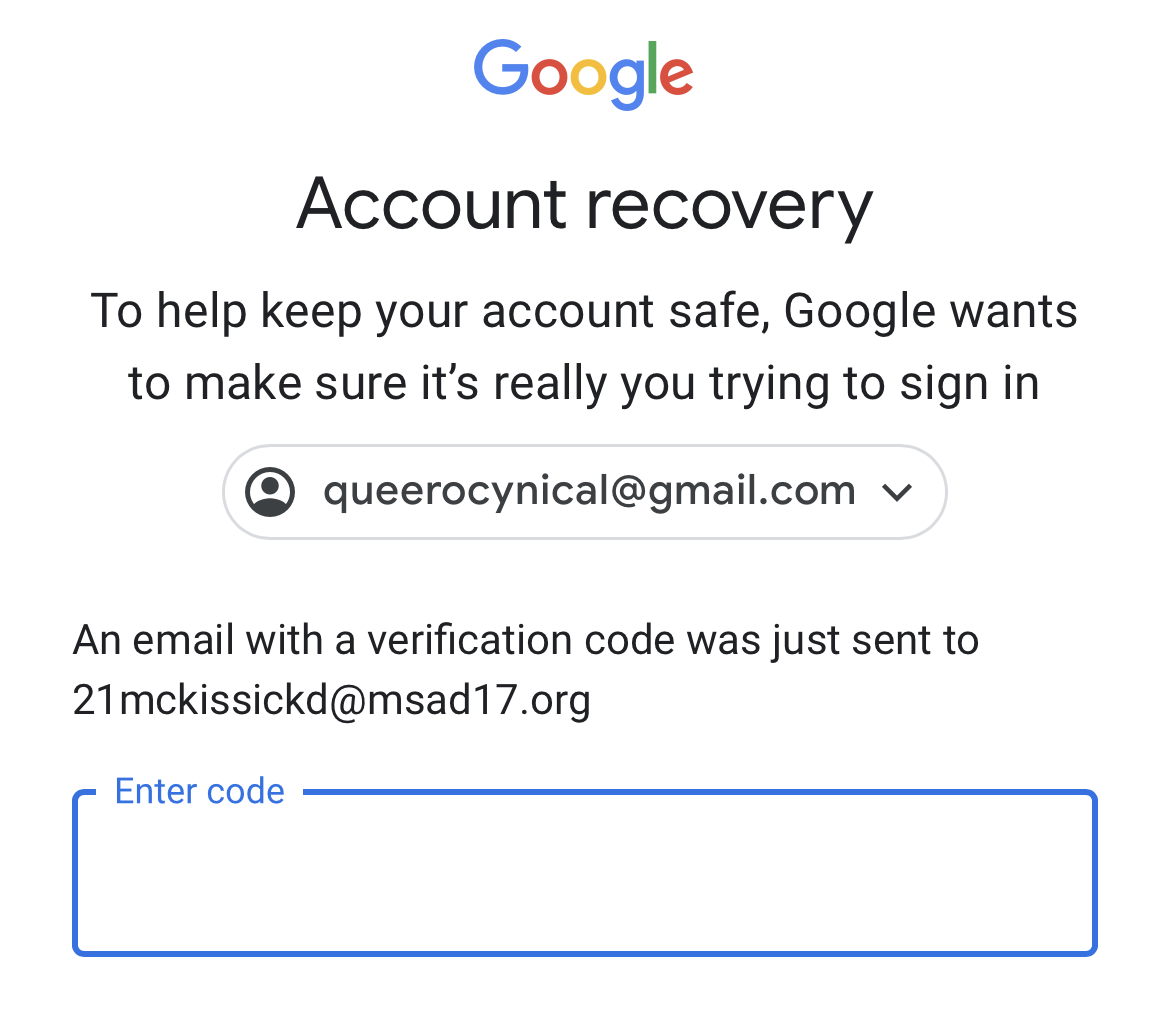 Google
Account recovery
To help keep your account safe, Google wants
to make sure it’s really you trying to sign in
queerocynical@gmail.com
An email with a verification code was just sent to
21mckissickd@msad17.org
Enter code